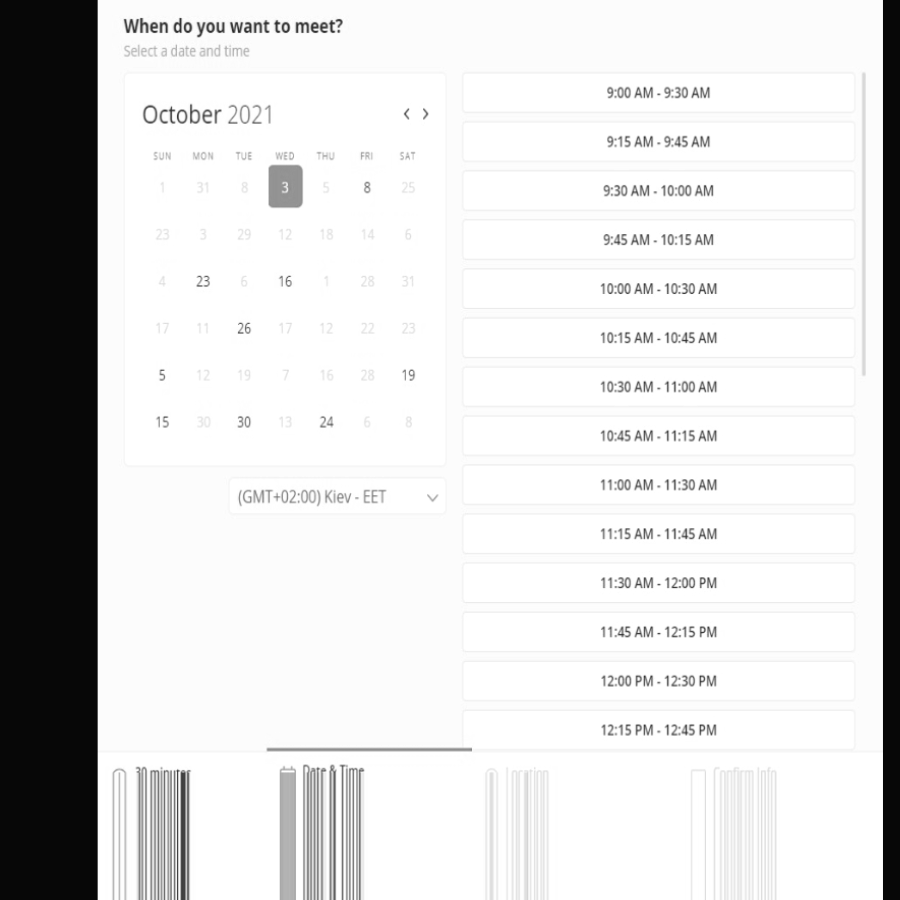 When do you want to meet?
Select a date and time
October 2021
SUN MON TUE WED THU FRI SAT
1 31 8 3 5 8 25
23 3 29 12 18 14 6
4 23 6 16 1 28 31
17 11 26 17 12 22 23
5 12 19 7 16 28 19
15 30 30 13 24 6 8
(GMT+02:00) Kiev - EET
9:00 AM - 9:30 AM
9:15 AM - 9:45 AM
9:30 AM - 10:00 AM
9:45 AM - 10:15 AM
10:00 AM - 10:30 AM
10:15 AM - 10:45 AM
10:30 AM - 11:00 AM
10:45 AM - 11:15 AM
11:00 AM - 11:30 AM
11:15 AM - 11:45 AM
11:30 AM - 12:00 PM
11:45 AM - 12:15 PM
12:00 PM - 12:30 PM
12:15 PM - 12:45 PM
30 minutes
Date & Time